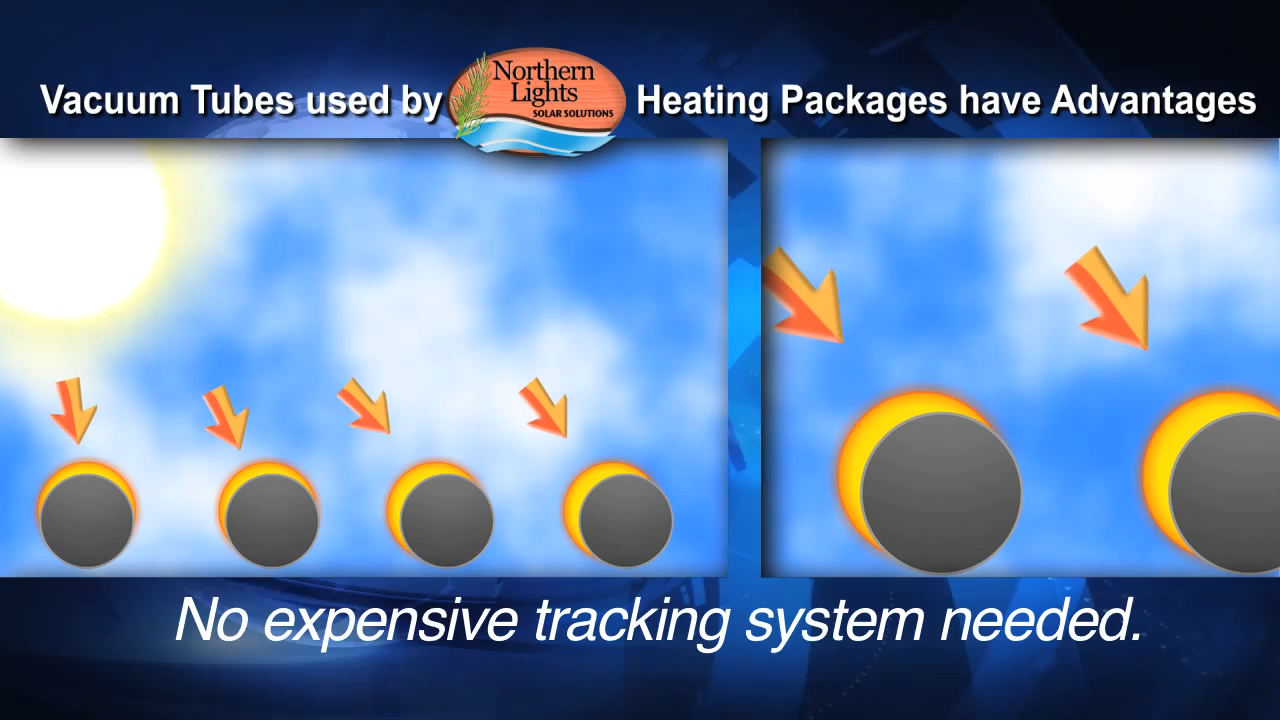 Vacuum Tubes used by Northern Lights SOLAR SOLUTIONS Heating Packages have Advantages
No expensive tracking system needed.